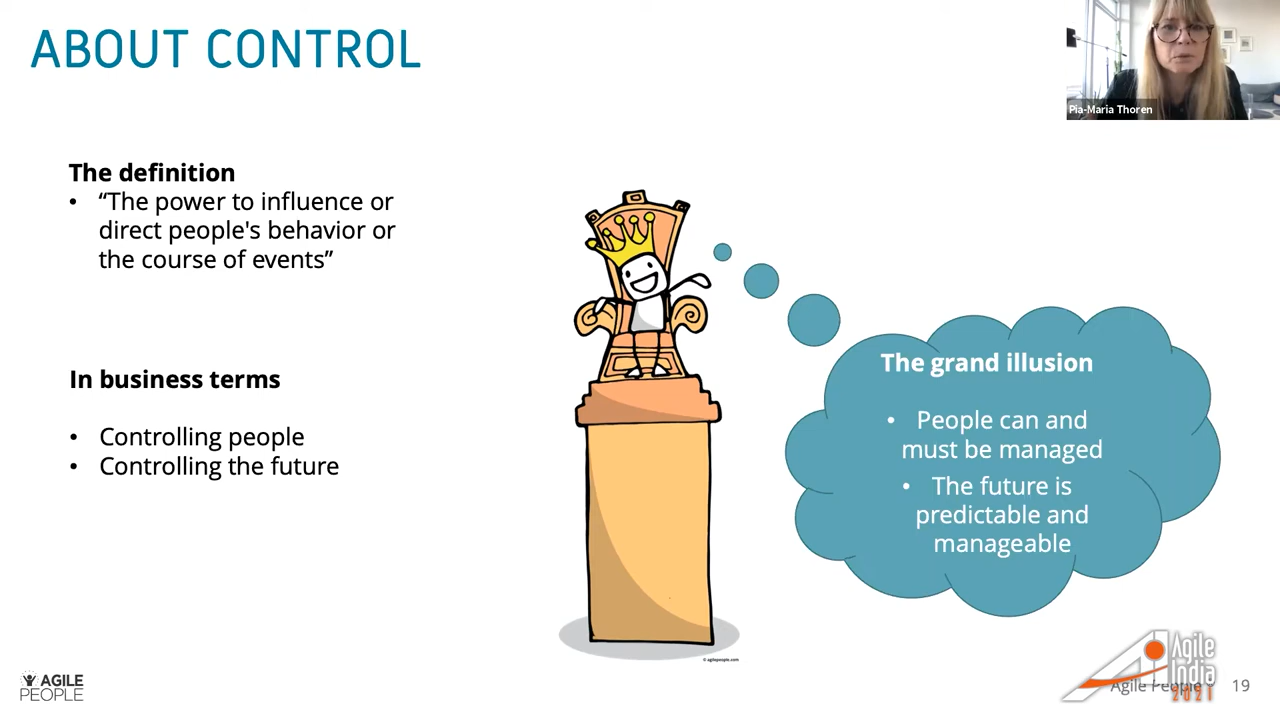 ABOUT CONTROL
Pia-Maria Thoren
The definition
• “The power to influence or
direct people's behavior or
the course of events”
In business terms
• Controlling people
• Controlling the future
The grand illusion
• People can and
must be managed
• The future is
predictable and
manageable
© agilepeople.com
AGILE
PEOPLE
Agile
India
2021
Agile People
19